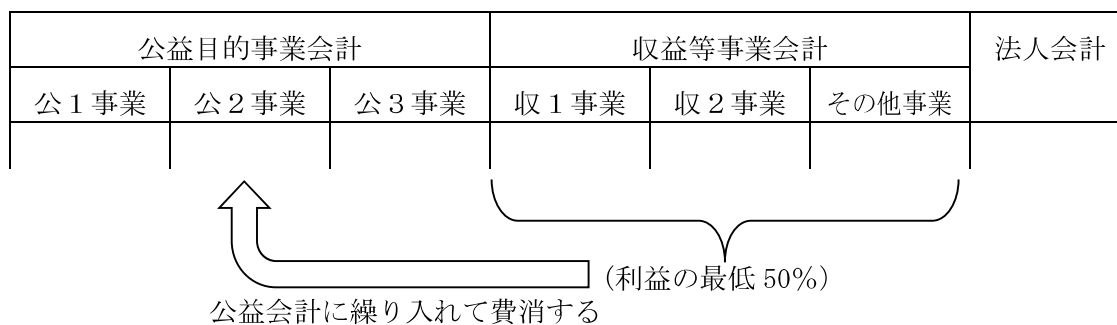 公益目的事業会計 収益等事業会計 法人会計
公１事業 公２事業 公３事業 収１事業 収２事業 その他事業
（利益の最低 50％）
公益会計に繰り入れて費消する